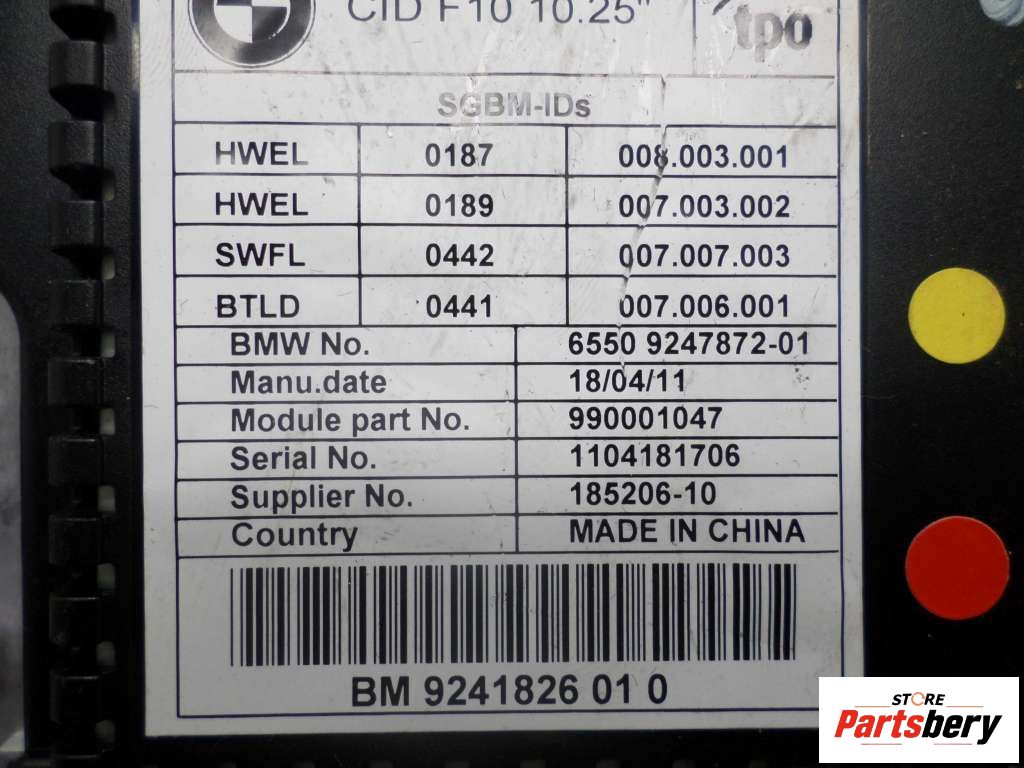 CID F10 10.25"
tpo
SGBM-IDs
HWEL 0187 008.003.001
HWEL 0189 007.003.002
SWFL 0442 007.007.003
BTLD 0441 007.006.001
BMW No. 6550 9247872-01
Manu.date 18/04/11
Module part No. 990001047
Serial No. 1104181706
Supplier No. 185206-10
Country MADE IN CHINA
BM 9241826 01 0
STORE
Partsbery